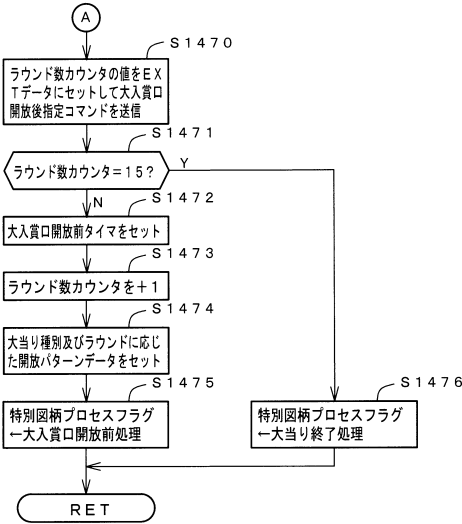 A
S1470
ラウンド数カウンタの値をEX
Tデータにセットして大入賞口
開放後指定コマンドを送信
S1471
ラウンド数カウンタ=15?
Y
N
S1472
大入賞口開放前タイマをセット
S1473
ラウンド数カウンタを+1
S1474
大当り種別及びラウンドに応じ
た開放パターンデータをセット
S1475
特別図柄プロセスフラグ
←大入賞口開放前処理
S1476
特別図柄プロセスフラグ
←大当り終了処理
RET